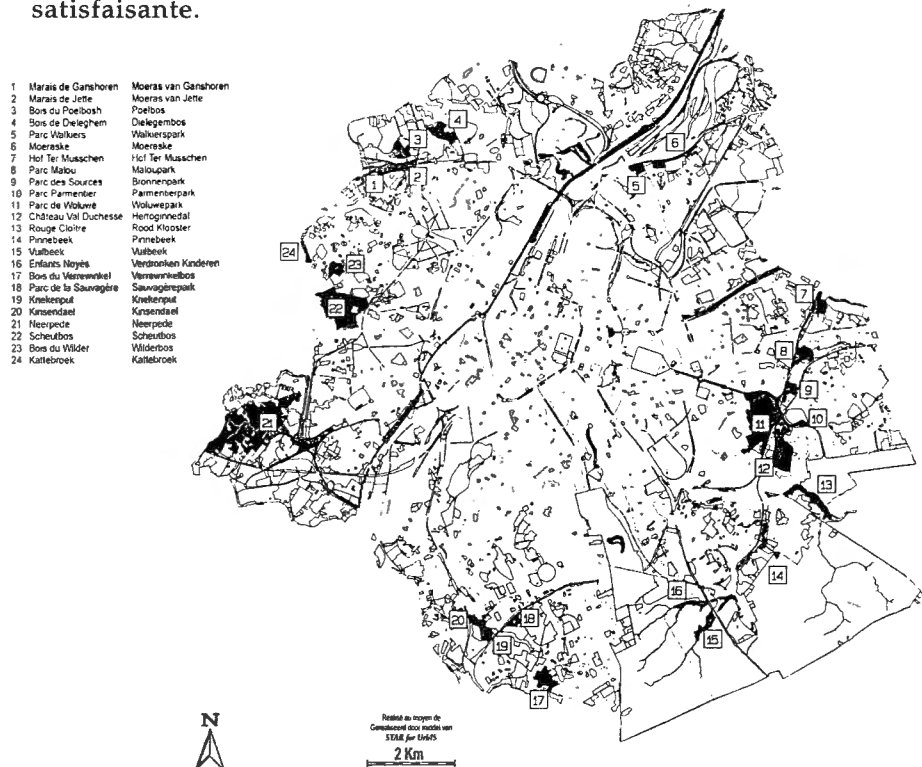 satisfaisante.
1 Marais de Ganshoren Moeras van Ganshoren
2 Marais de Jette Moeras van Jette
3 Bois du Poelbosh Poelbos
4 Bois de Dieleghem Dielegembos
5 Parc Walkiers Walkierspark
6 Moeraske Moeraske
7 Hof Ter Musschen Hof Ter Musschen
8 Parc Malou Maloupark
9 Parc des Sources Bronnenpark
10 Parc Parmentier Parmentierpark
11 Parc de Woluwé Woluwepark
12 Château Val Duchesse Hertoginnedal
13 Rouge Cloître Rood Klooster
14 Pinnebeek Pinnebeek
15 Vuilbeek Vuilbeek
16 Enfants Noyés Verdronken Kinderen
17 Bois du Verrewinkel Verrewinkelbos
18 Parc de la Sauvagère Sauvagèrepark
19 Kriekenput Kriekenput
20 Kinsendael Kinsendael
21 Neerpede Neerpede
22 Scheutbos Scheutbos
23 Bois du Wilder Wilderbos
24 Kattebroek Kattebroek
4
3
6
1
2
5
24
23
22
7
8
9
21
11
10
12
13
14
16
20
18
19
15
17
N
Réalisé au moyen de
Gerealiseerd door middel van
STAR for UrbIS
2 Km